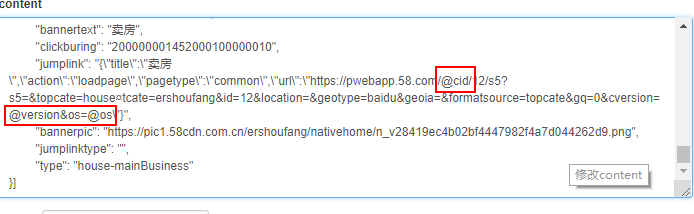 content
"bannertext": "卖房",
"clickburing": "200000001452000100000010",
"jumplink": "{\"title\":\"卖房
\",\"action\":\"loadpage\",\"pagetype\":\"common\",\"url\":\"https://pwebapp.58.com/@cid/12/s5?
s5=&topcate=house&tcate=ershoufang&id=12&location=&geotype=baidu&geoia=&formatsource=topcate&gq=0&cversion=
@version&os=@os\"}",
"bannerpic": "https://pic1.58cdn.com.cn/ershoufang/nativehome/n_v28419ec4b02bf4447982f4a7d044262d9.png",
"jumplinktype": "",
"type": "house-mainBusiness"
}]
修改content